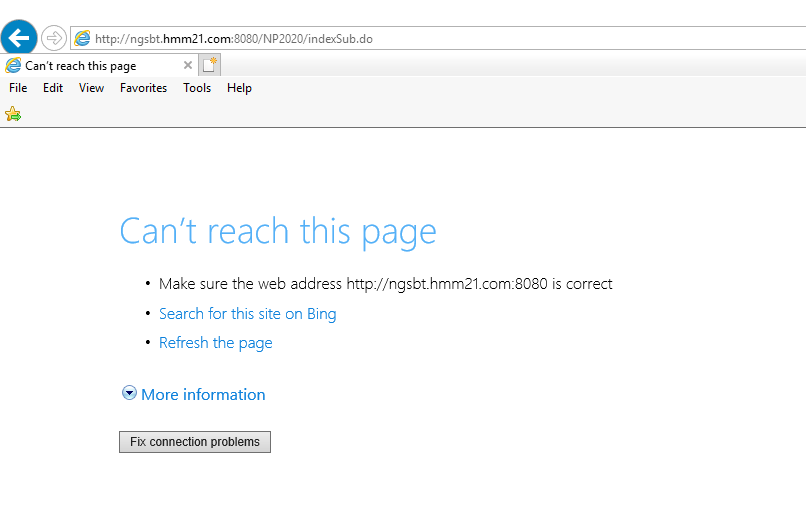 http://ngsbt.hmm21.com:8080/NP2020/indexSub.do
Can't reach this page
File Edit View Favorites Tools Help
Can't reach this page
• Make sure the web address http://ngsbt.hmm21.com:8080 is correct
• Search for this site on Bing
• Refresh the page
More information
Fix connection problems